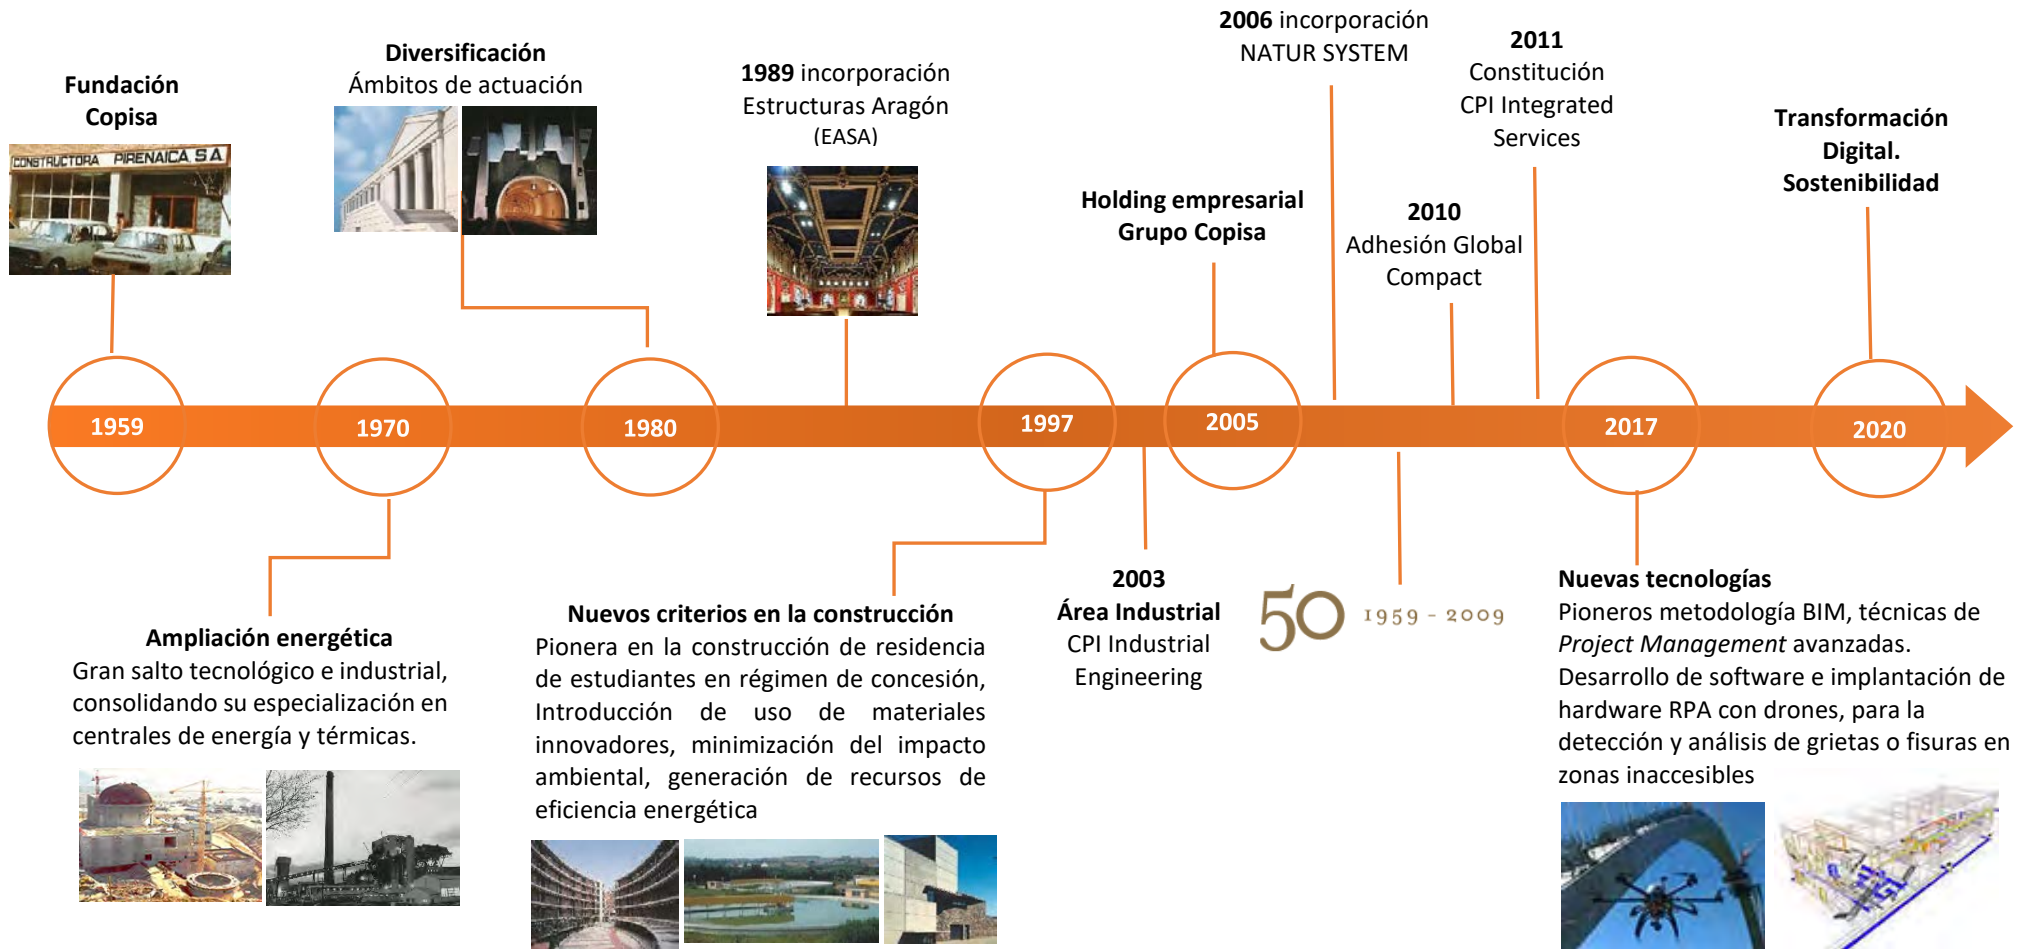 Fundación
Copisa
CONSTRUCTORA PIRENAICA, S.A.
Diversificación
Ámbitos de actuación
1989 incorporación
Estructuras Aragón
(EASA)
2006 incorporación
NATUR SYSTEM
2011
Constitución
CPI Integrated
Services
Holding empresarial
Grupo Copisa
2010
Adhesión Global
Compact
Transformación
Digital.
Sostenibilidad
1959
1970
1980
1997
2005
2017
2020
Ampliación energética
Gran salto tecnológico e industrial,
consolidando su especialización en
centrales de energía y térmicas.
Nuevos criterios en la construcción
Pionera en la construcción de residencia
de estudiantes en régimen de concesión,
Introducción de uso de materiales
innovadores, minimización del impacto
ambiental, generación de recursos de
eficiencia energética
2003
Área Industrial
CPI Industrial
Engineering
50 1959 - 2009
Nuevas tecnologías
Pioneros metodología BIM, técnicas de
Project Management avanzadas.
Desarrollo de software e implantación de
hardware RPA con drones, para la
detección y análisis de grietas o fisuras en
zonas inaccesibles